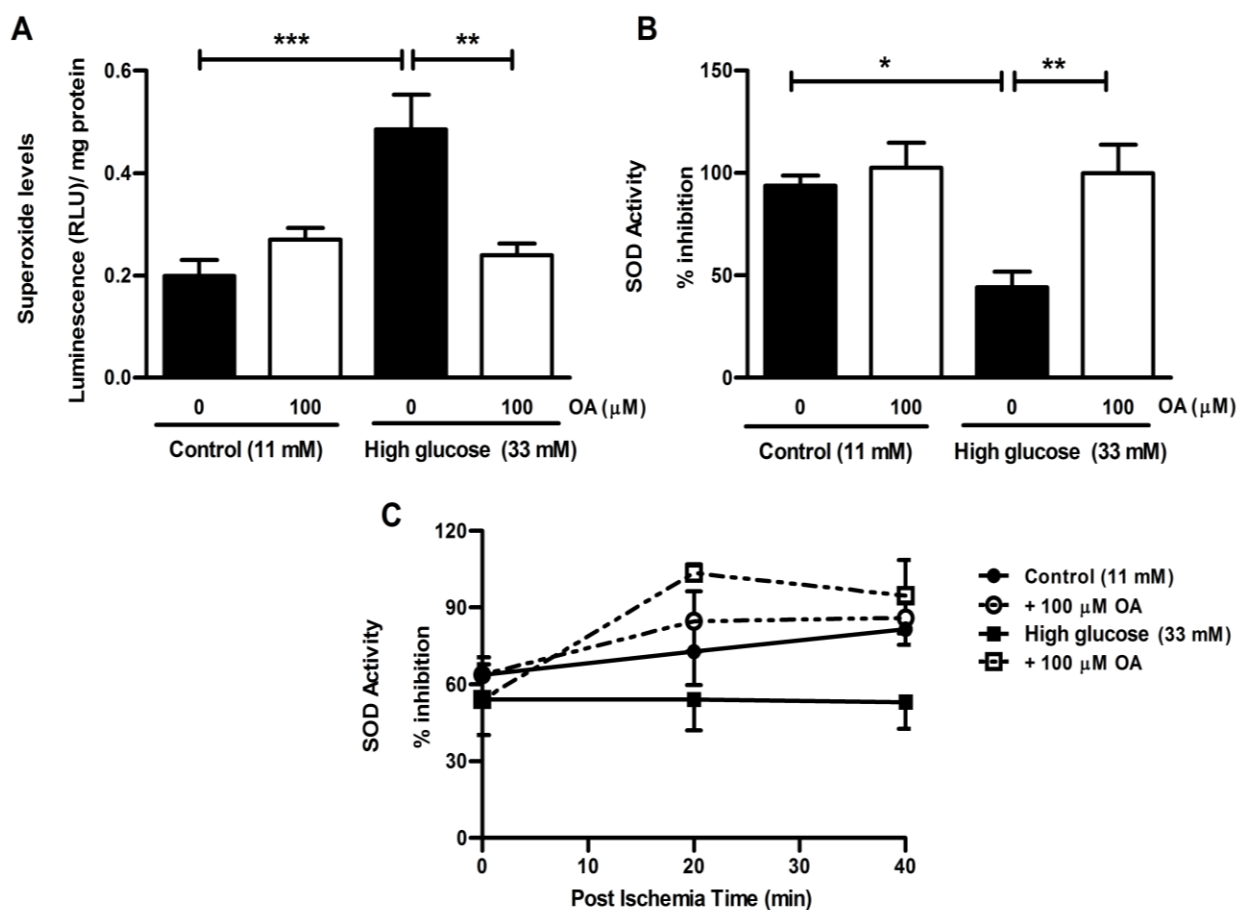 A
***
**
0.6
0.4
0.2
0.0
Superoxide levels
Luminescence (RLU)/ mg protein
0
100
0
100
OA (μM)
Control (11 mM)
High glucose (33 mM)
B
*
**
150
100
50
0
SOD Activity
% inhibition
0
100
0
100
OA (μM)
Control (11 mM)
High glucose (33 mM)
C
120
90
60
30
0
SOD Activity
% inhibition
0
10
20
30
40
Post Ischemia Time (min)
Control (11 mM)
+ 100 μM OA
High glucose (33 mM)
+ 100 μM OA